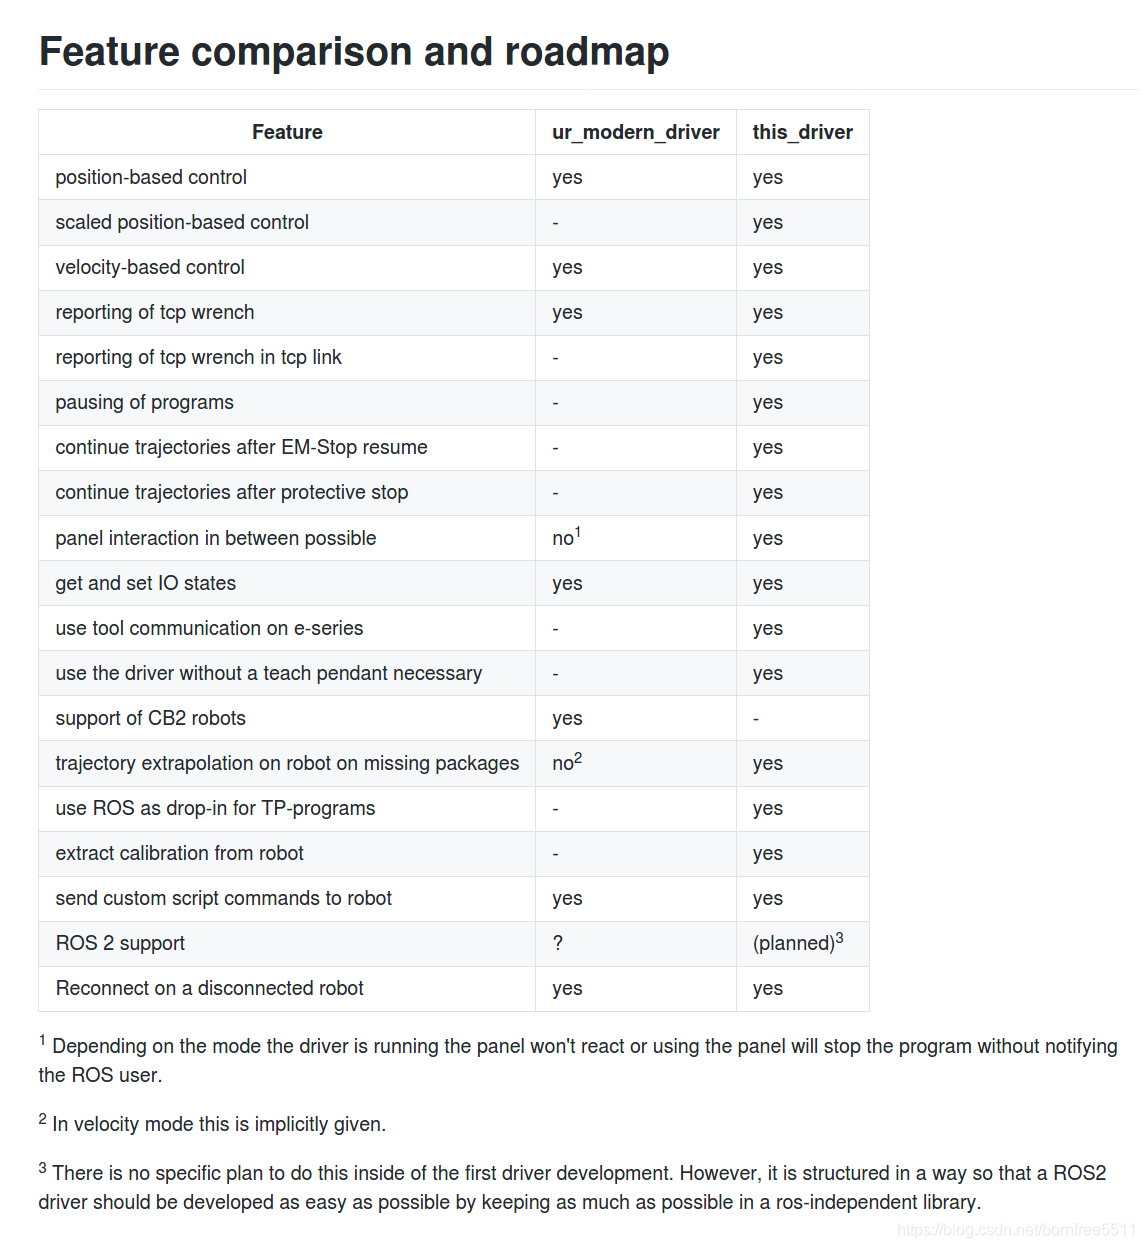 Feature comparison and roadmap
Feature ur_modern_driver this_driver
position-based control yes yes
scaled position-based control - yes
velocity-based control yes yes
reporting of tcp wrench yes yes
reporting of tcp wrench in tcp link - yes
pausing of programs - yes
continue trajectories after EM-Stop resume - yes
continue trajectories after protective stop - yes
panel interaction in between possible no1 yes
get and set IO states yes yes
use tool communication on e-series - yes
use the driver without a teach pendant necessary - yes
support of CB2 robots yes -
trajectory extrapolation on robot on missing packages no2 yes
use ROS as drop-in for TP-programs - yes
extract calibration from robot - yes
send custom script commands to robot yes yes
ROS 2 support ? (planned)3
Reconnect on a disconnected robot yes yes
1 Depending on the mode the driver is running the panel won't react or using the panel will stop the program without notifying
the ROS user.
2 In velocity mode this is implicitly given.
3 There is no specific plan to do this inside of the first driver development. However, it is structured in a way so that a ROS2
driver should be developed as easy as possible by keeping as much as possible in a ros-independent library.
https://blog.csdn.net/bornfree5511